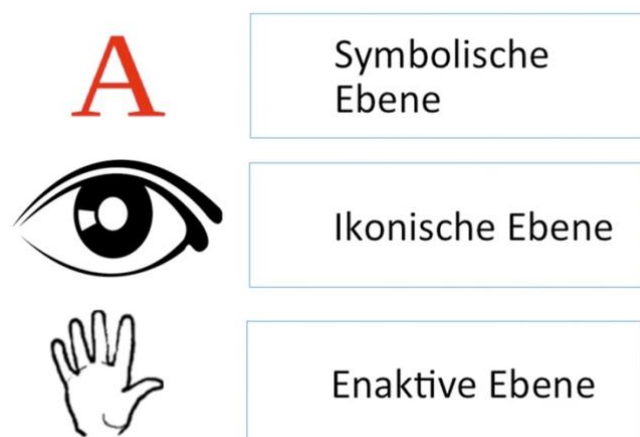 A
Symbolische
Ebene
Ikonische Ebene
Enaktive Ebene